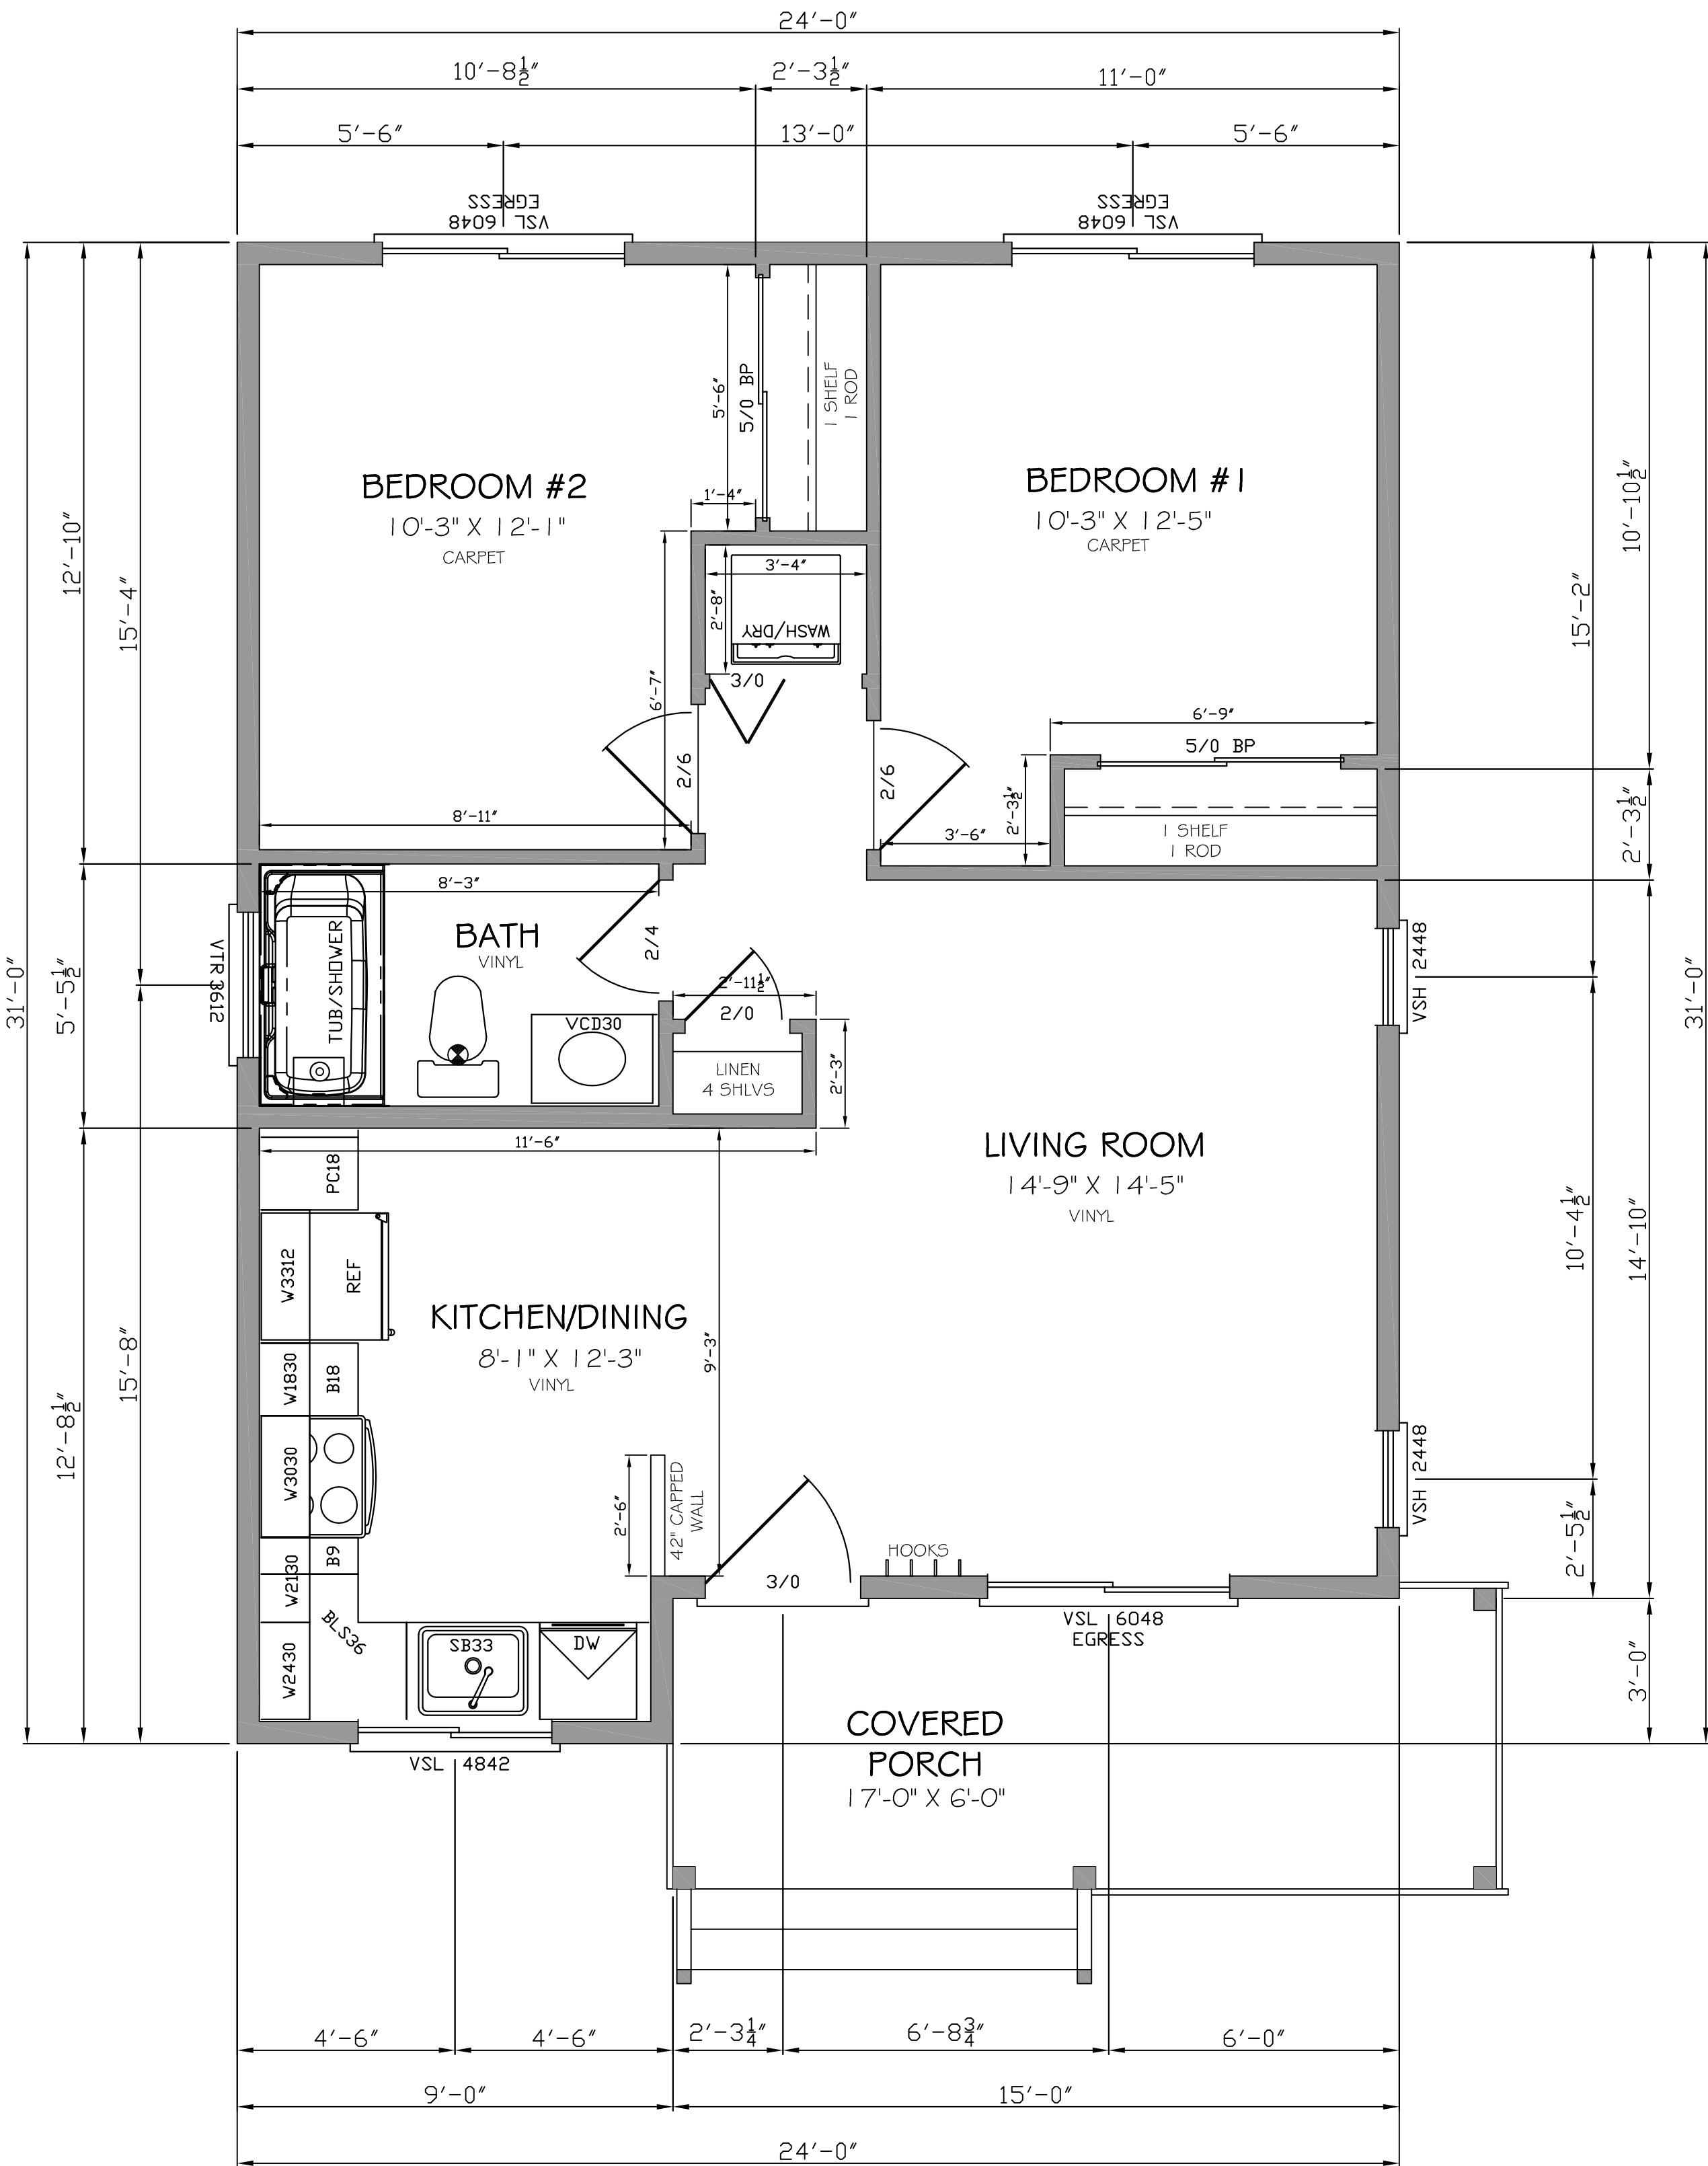 24'-0"
10'-8½" 2'-3½" 11'-0"
5'-6" 13'-0" 5'-6"
VSL 6048
EGRESS
VSL 6048
EGRESS
31'-0"
12'-10"
15'-4"
5'-5½"
12'-8½"
15'-8"
BEDROOM #2
10'-3" X 12'-1"
CARPET
5'-6"
5/0 BP
1 SHELF
1 ROD
1'-4"
BEDROOM #1
10'-3" X 12'-5"
CARPET
3'-4"
2'-8"
WASH/DRY
3/0
6'-7"
2/6
8'-11"
2/6
6'-9"
5/0 BP
2'-3½"
3'-6"
1 SHELF
1 ROD
10'-10½"
15'-2"
2'-3½"
31'-0"
VTR 3612
TUB/SHOWER
8'-3"
BATH
VINYL
2/4
VCD30
2'-11½"
2/0
LINEN
4 SHLVS
2'-3"
VSH 2448
11'-6"
PC18
LIVING ROOM
14'-9" X 14'-5"
VINYL
10'-4½"
14'-10"
W3312
REF
KITCHEN/DINING
8'-1" X 12'-3"
VINYL
9'-3"
W1830
B18
W3030
2'-6"
42" CAPPED
WALL
VSH 2448
2'-5½"
B9
W2130
HOOKS
3/0
BLS36
W2430
SB33
DW
VSL 6048
EGRESS
3'-0"
VSL 4842
COVERED
PORCH
17'-0" X 6'-0"
4'-6" 4'-6" 2'-3¼" 6'-8¾" 6'-0"
9'-0" 15'-0"
24'-0"